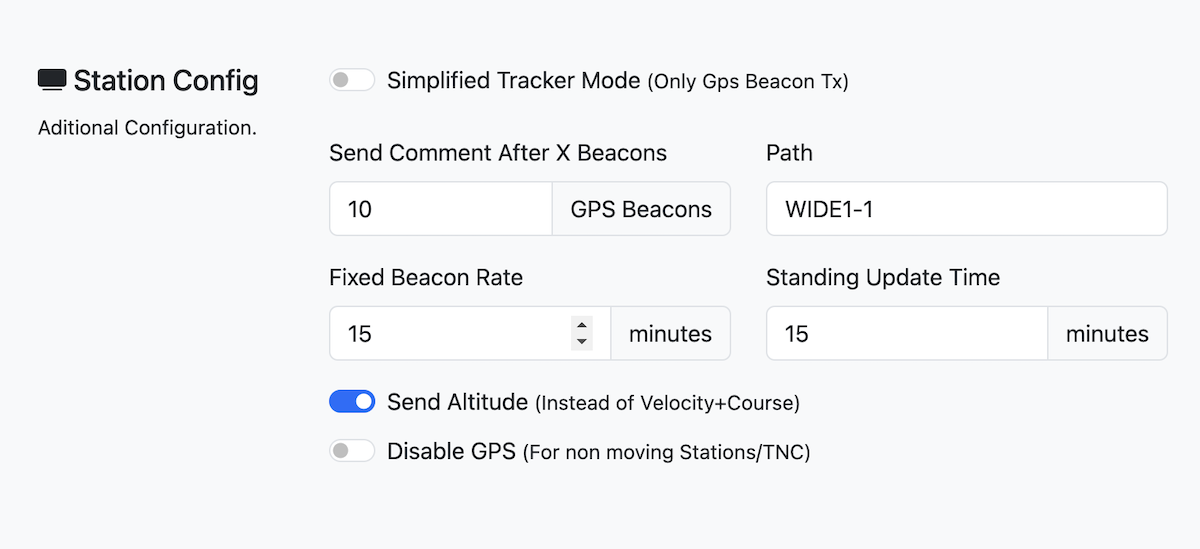 Station Config
Aditional Configuration.
Simplified Tracker Mode (Only Gps Beacon Tx)
Send Comment After X Beacons
10 GPS Beacons
Path
WIDE1-1
Fixed Beacon Rate
15 minutes
Standing Update Time
15 minutes
Send Altitude (Instead of Velocity+Course)
Disable GPS (For non moving Stations/TNC)